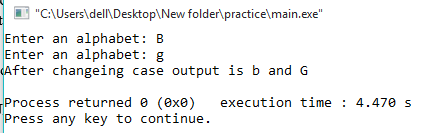 "C:\Users\dell\Desktop\New folder\practice\main.exe"
Enter an alphabet: B
Enter an alphabet: g
After changeing case output is b and G
Process returned 0 (0x0)   execution time : 4.470 s
Press any key to continue.